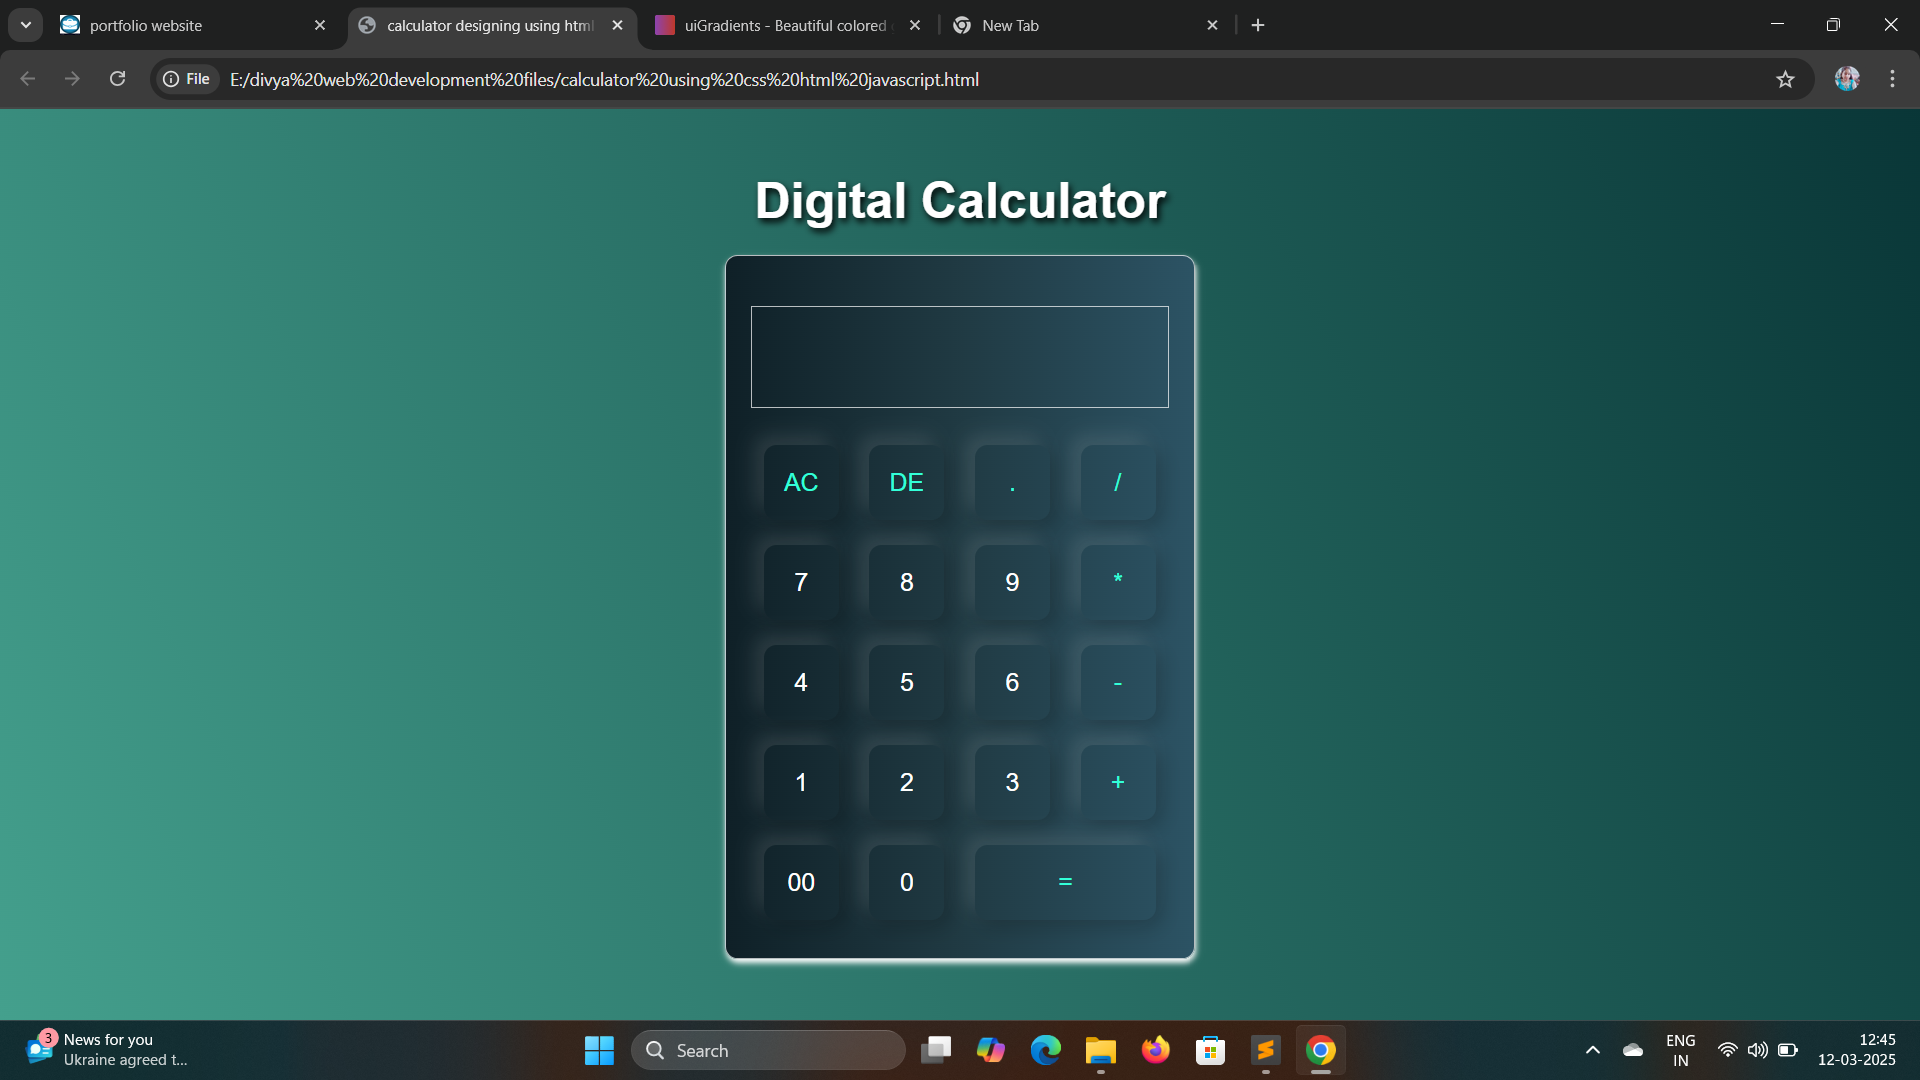 portfolio website
calculator designing using html
uiGradients - Beautiful colored
New Tab
File
E:/divya%20web%20development%20files/calculator%20using%20css%20html%20javascript.html
Digital Calculator
AC DE . /
7 8 9 *
4 5 6 -
1 2 3 +
00 0 =
3
News for you
Ukraine agreed t...
Search
ENG
IN
12:45
12-03-2025